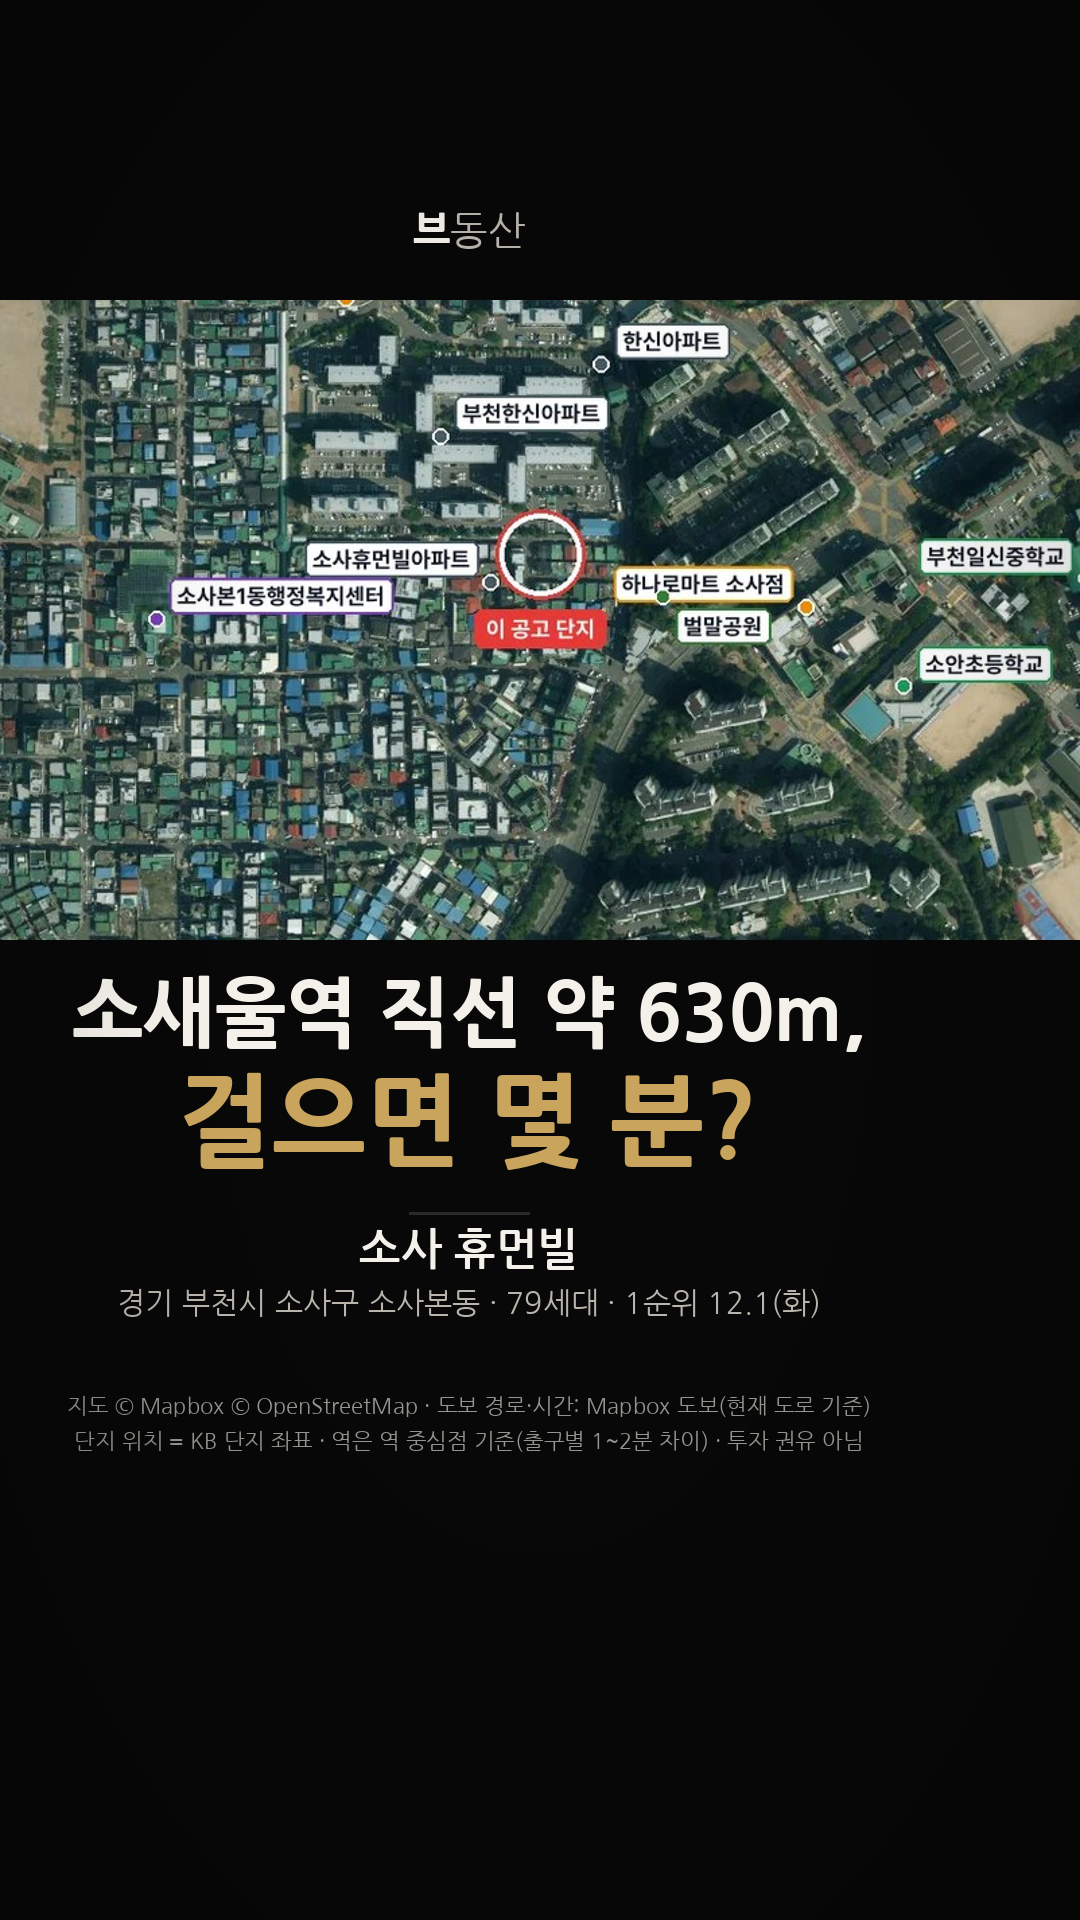 브동산
한신아파트
부천한신아파트
소사휴먼빌아파트
소사본1동행정복지센터
하나로마트 소사점
부천일신중학교
이 공고 단지
벌말공원
소안초등학교
소새울역 직선 약 630m,
걸으면 몇 분?
소사 휴먼빌
경기 부천시 소사구 소사본동 · 79세대 · 1순위 12.1(화)
지도 © Mapbox © OpenStreetMap · 도보 경로·시간: Mapbox 도보(현재 도로 기준)
단지 위치 = KB 단지 좌표 · 역은 역 중심점 기준(출구별 1~2분 차이) · 투자 권유 아님